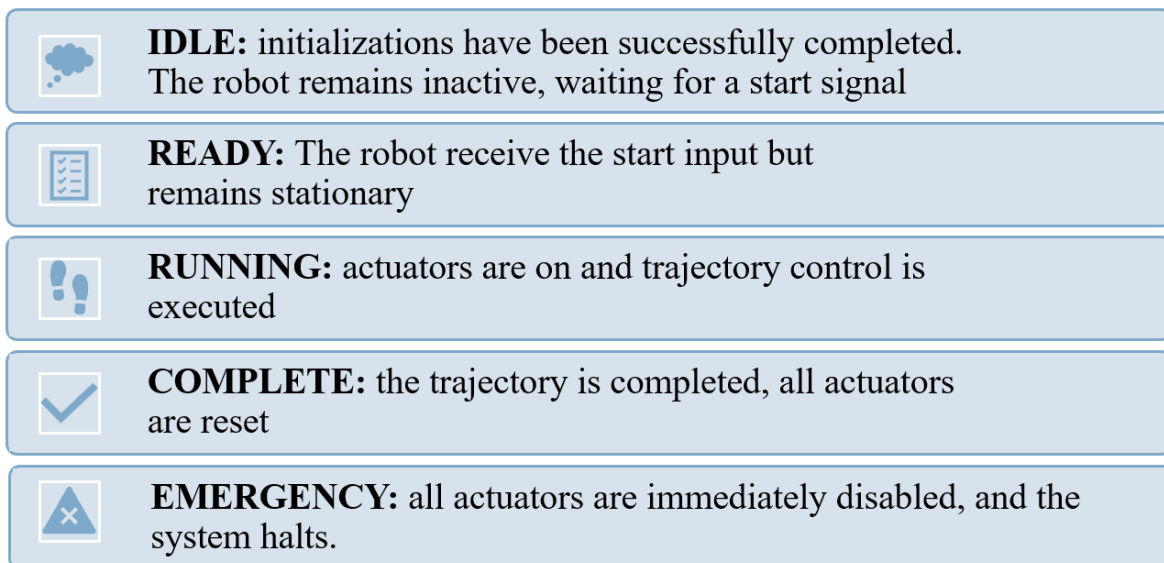 IDLE: initializations have been successfully completed.
The robot remains inactive, waiting for a start signal
READY: The robot receive the start input but
remains stationary
RUNNING: actuators are on and trajectory control is
executed
COMPLETE: the trajectory is completed, all actuators
are reset
EMERGENCY: all actuators are immediately disabled, and the
system halts.